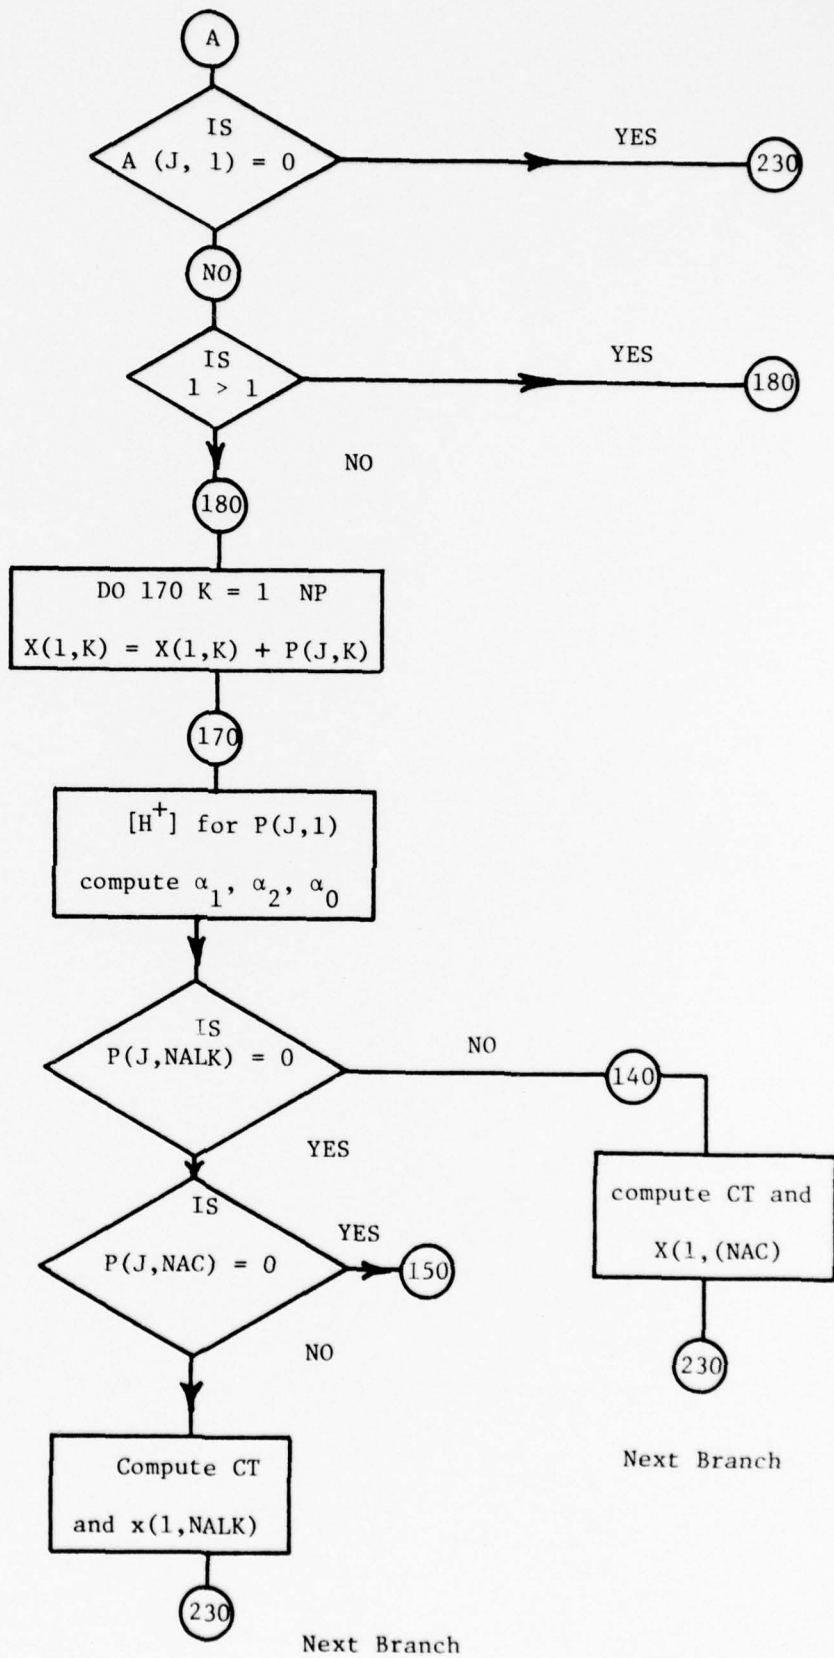 A
IS
A (J, 1) = 0
YES
230
NO
IS
1 > 1
YES
180
NO
180
DO 170 K = 1 NP
X(1,K) = X(1,K) + P(J,K)
170
[H+] for P(J,1)
compute α1, α2, α0
IS
P(J,NALK) = 0
NO
140
YES
compute CT and
X(1,(NAC)
230
Next Branch
IS
P(J,NAC) = 0
YES
150
NO
Compute CT
and x(1,NALK)
230
Next Branch